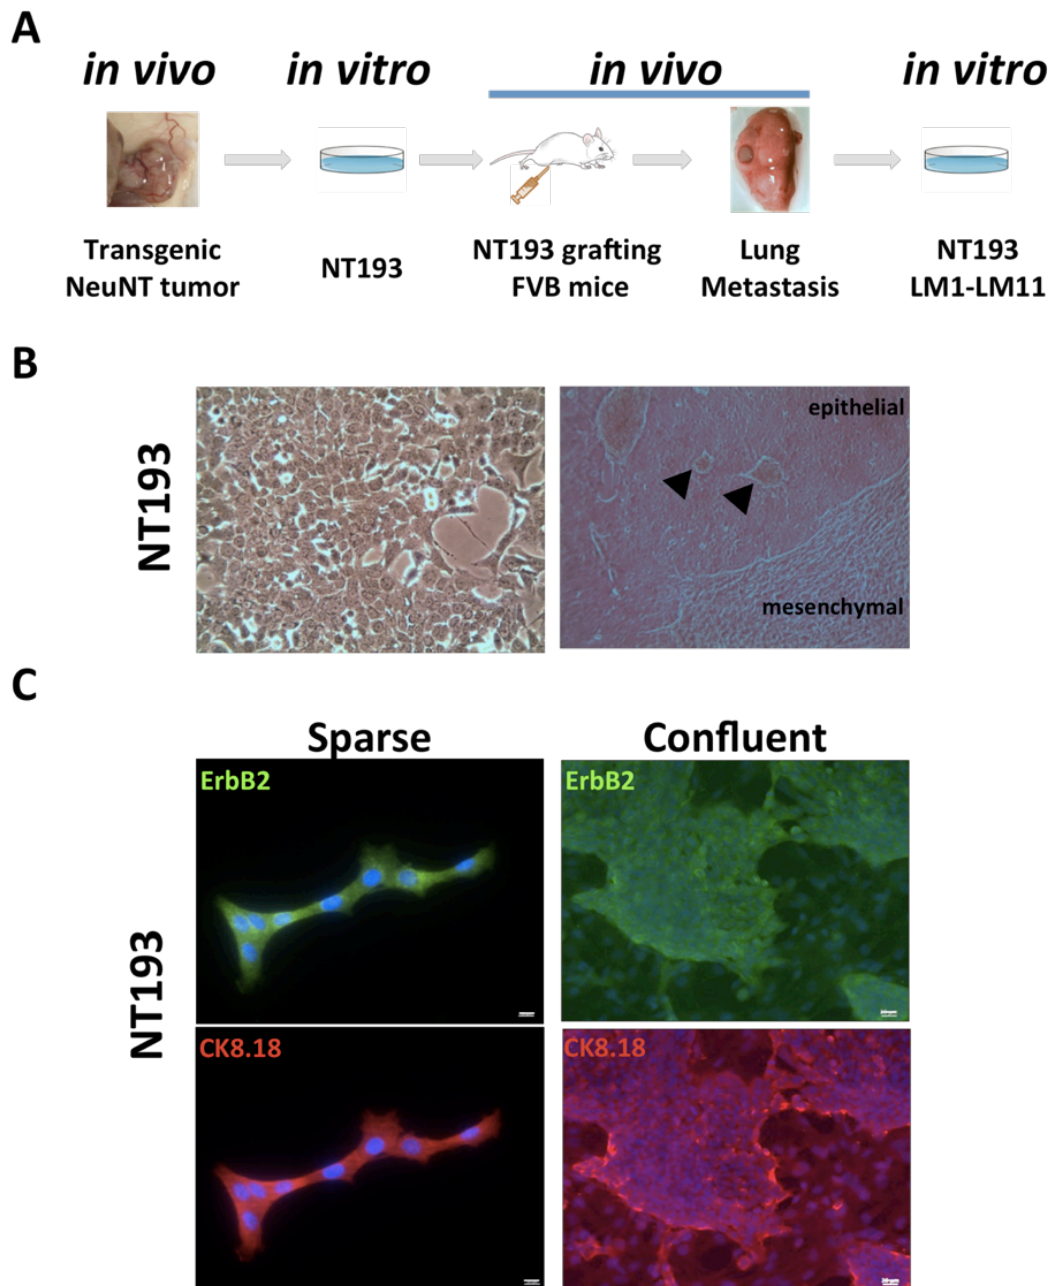 A
in vivo
in vitro
in vivo
in vitro
Transgenic
NeuNT tumor
NT193
NT193 grafting
FVB mice
Lung
Metastasis
NT193
LM1-LM11
B
NT193
epithelial
mesenchymal
C
Sparse
Confluent
NT193
ErbB2
ErbB2
CK8.18
CK8.18